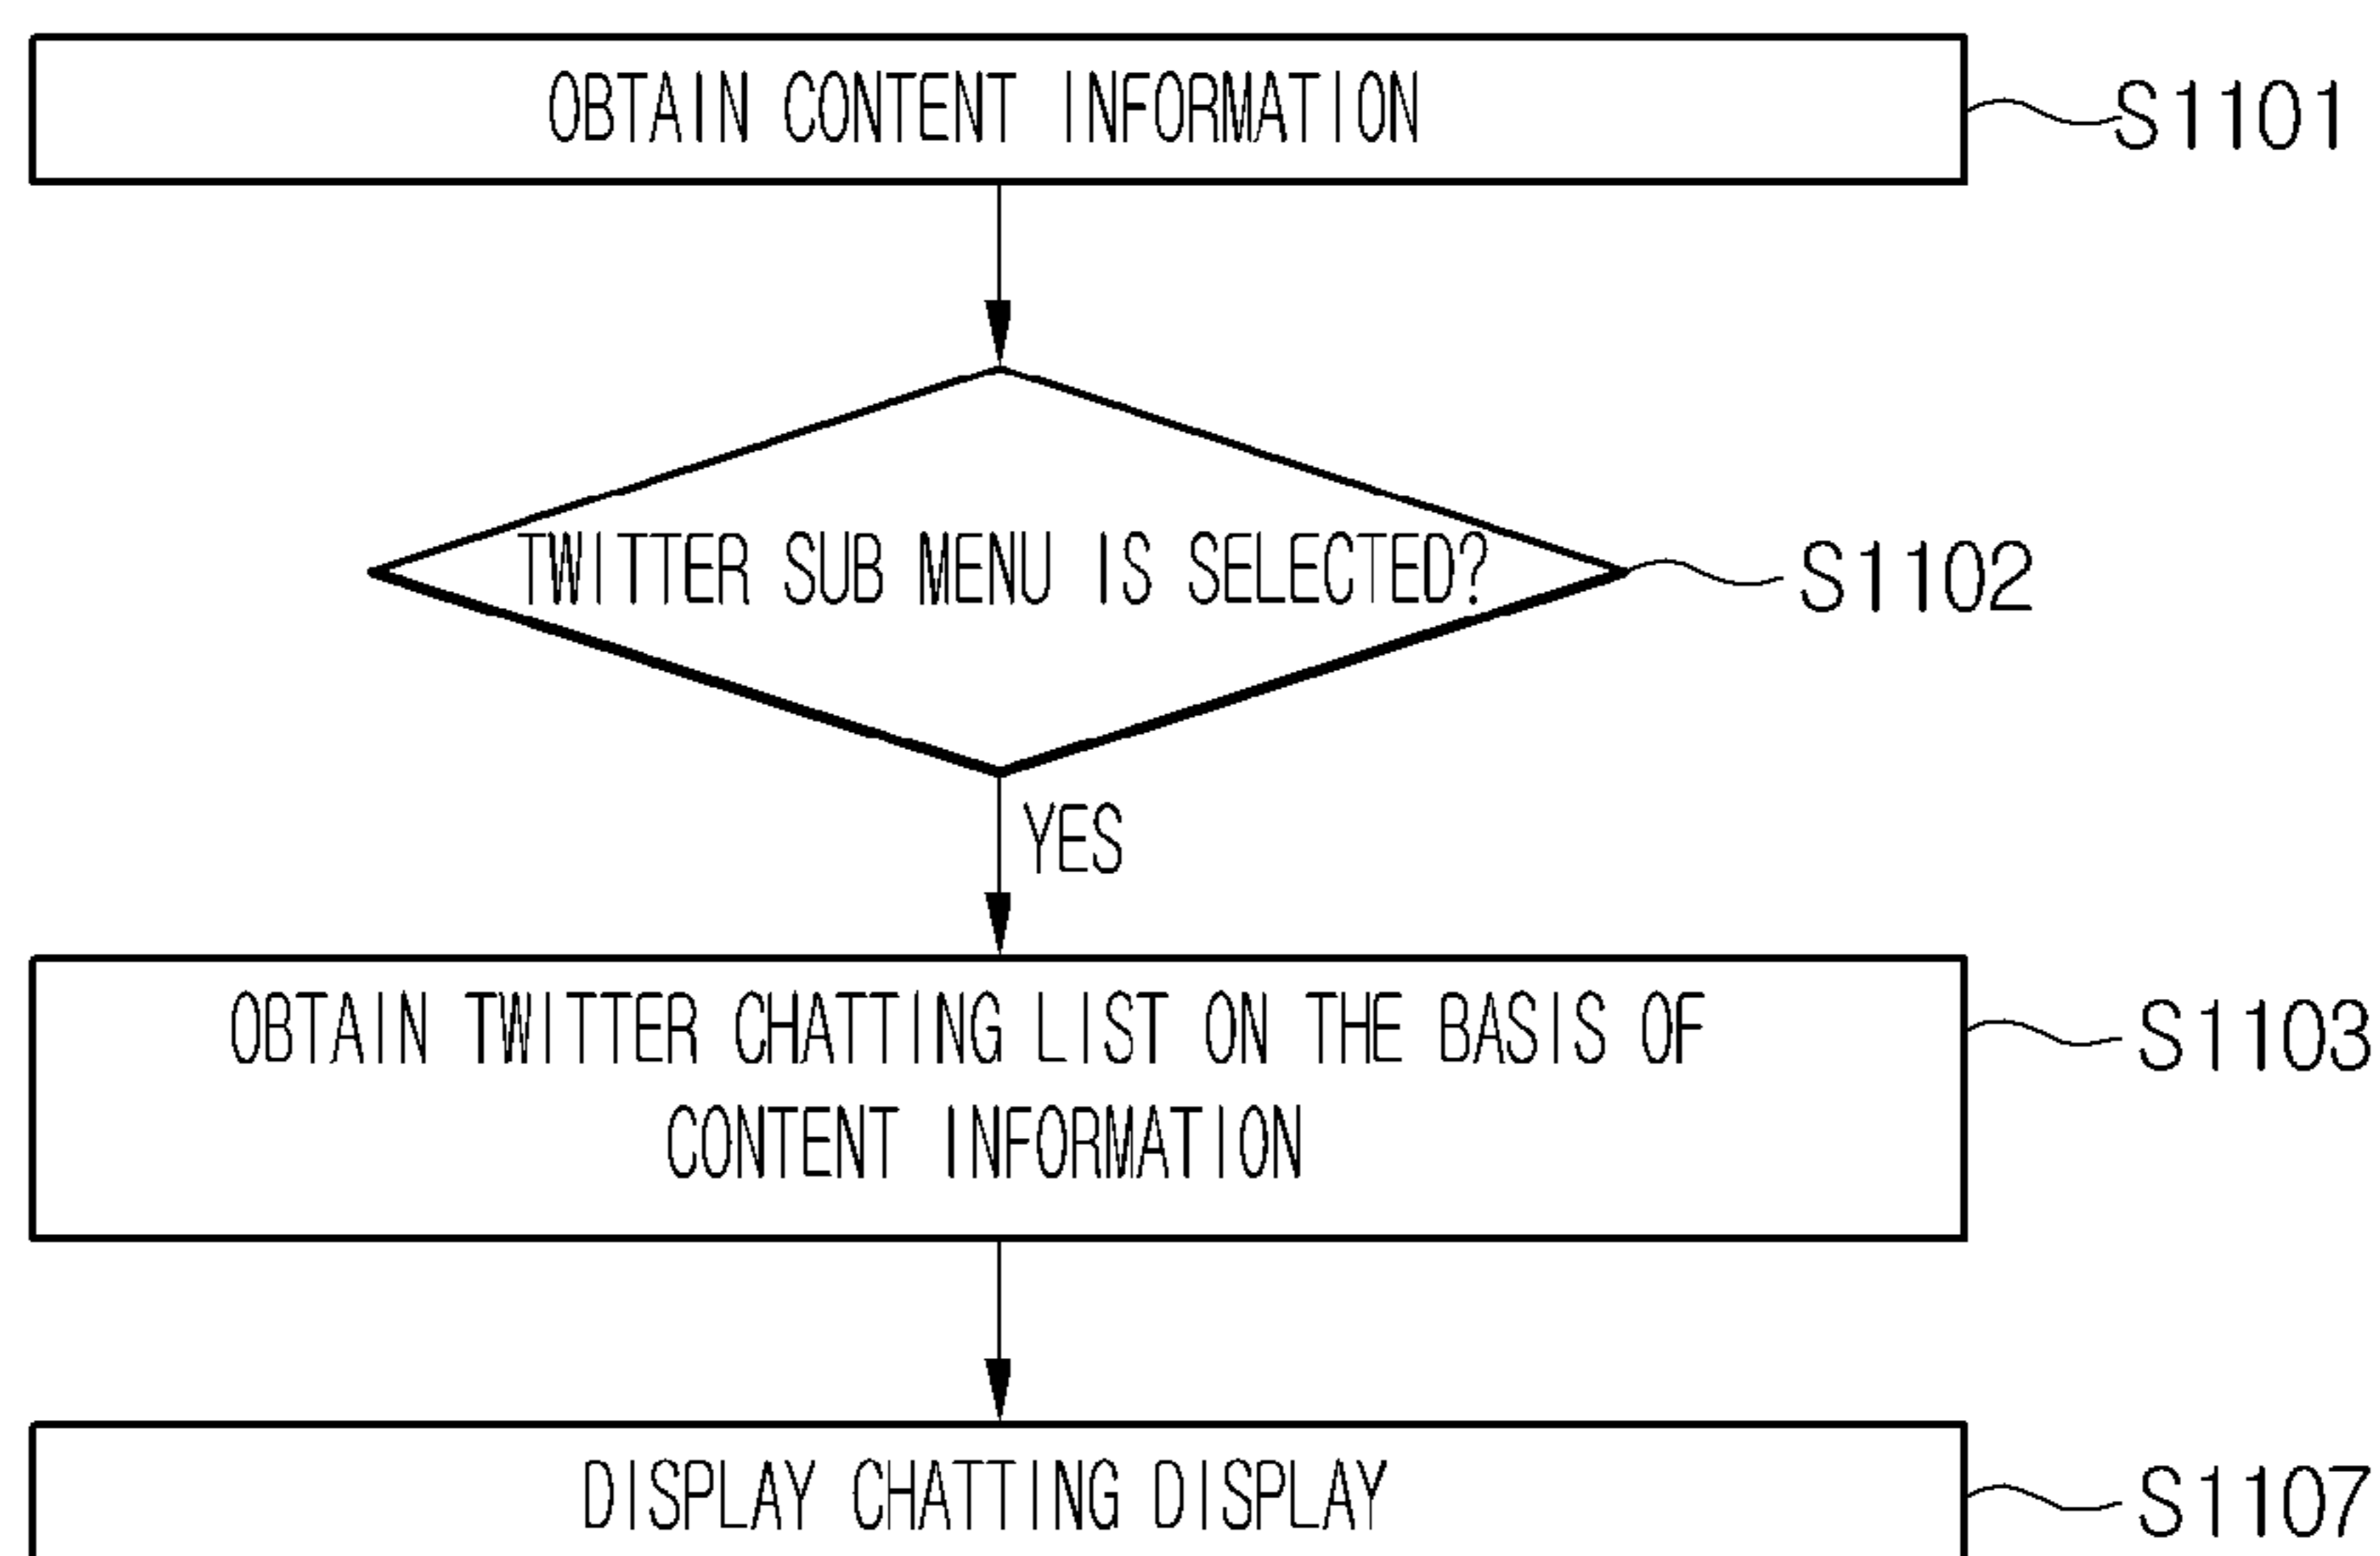 OBTAIN CONTENT INFORMATION
S1101
TWITTER SUB MENU IS SELECTED?
S1102
YES
OBTAIN TWITTER CHATTING LIST ON THE BASIS OF
CONTENT INFORMATION
S1103
DISPLAY CHATTING DISPLAY
S1107